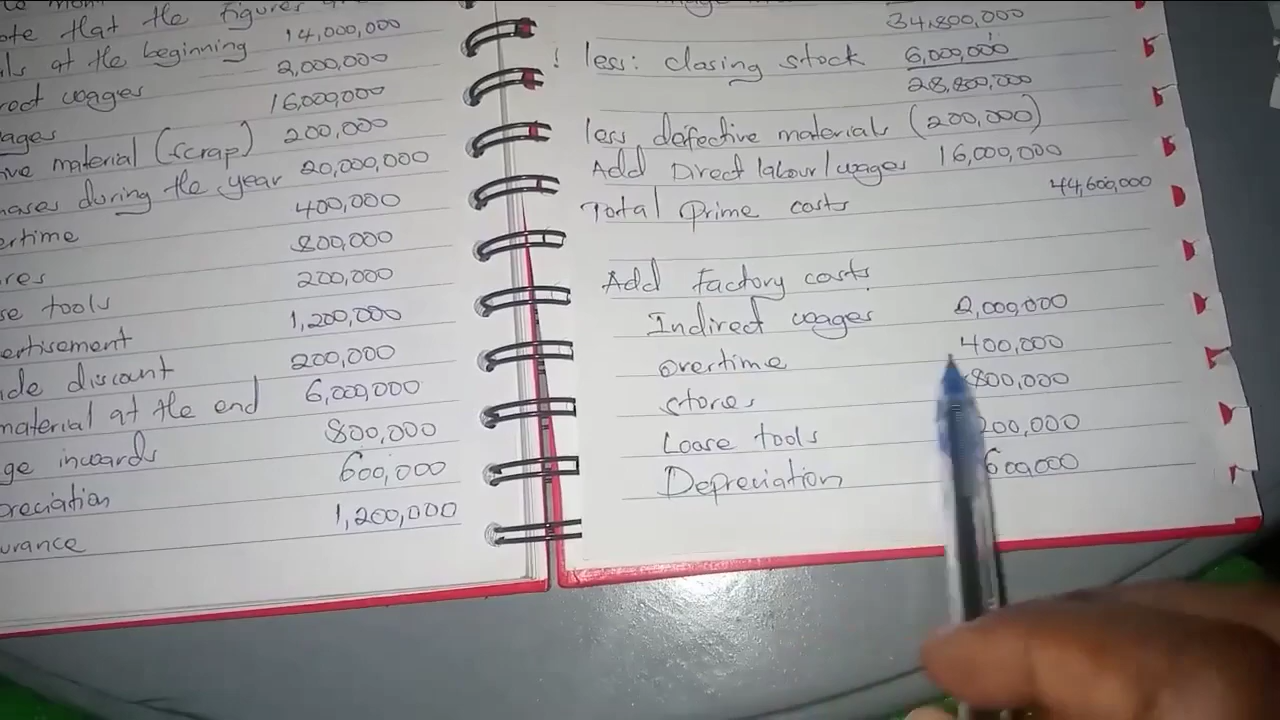 ote that the figures
14,000,000
ls at the beginning
2,000,000
rect wages
16,000,000
ages
200,000
ve material (scrap)
20,000,000
hases during the year
400,000
ertime
800,000
res
200,000
se tools
1,200,000
ertisement
200,000
ade discount
6,000,000
material at the end
800,000
ge inwards
600,000
preciation
1,200,000
urance
34,800,000
! less: closing stock 6,000,000
28,800,000
less defective materials (200,000)
Add Direct labour/wages 16,000,000
Total prime costs 44,600,000
Add Factory costs
Indirect wages 2,000,000
overtime 400,000
stores 800,000
Loose tools 200,000
Depreciation 600,000